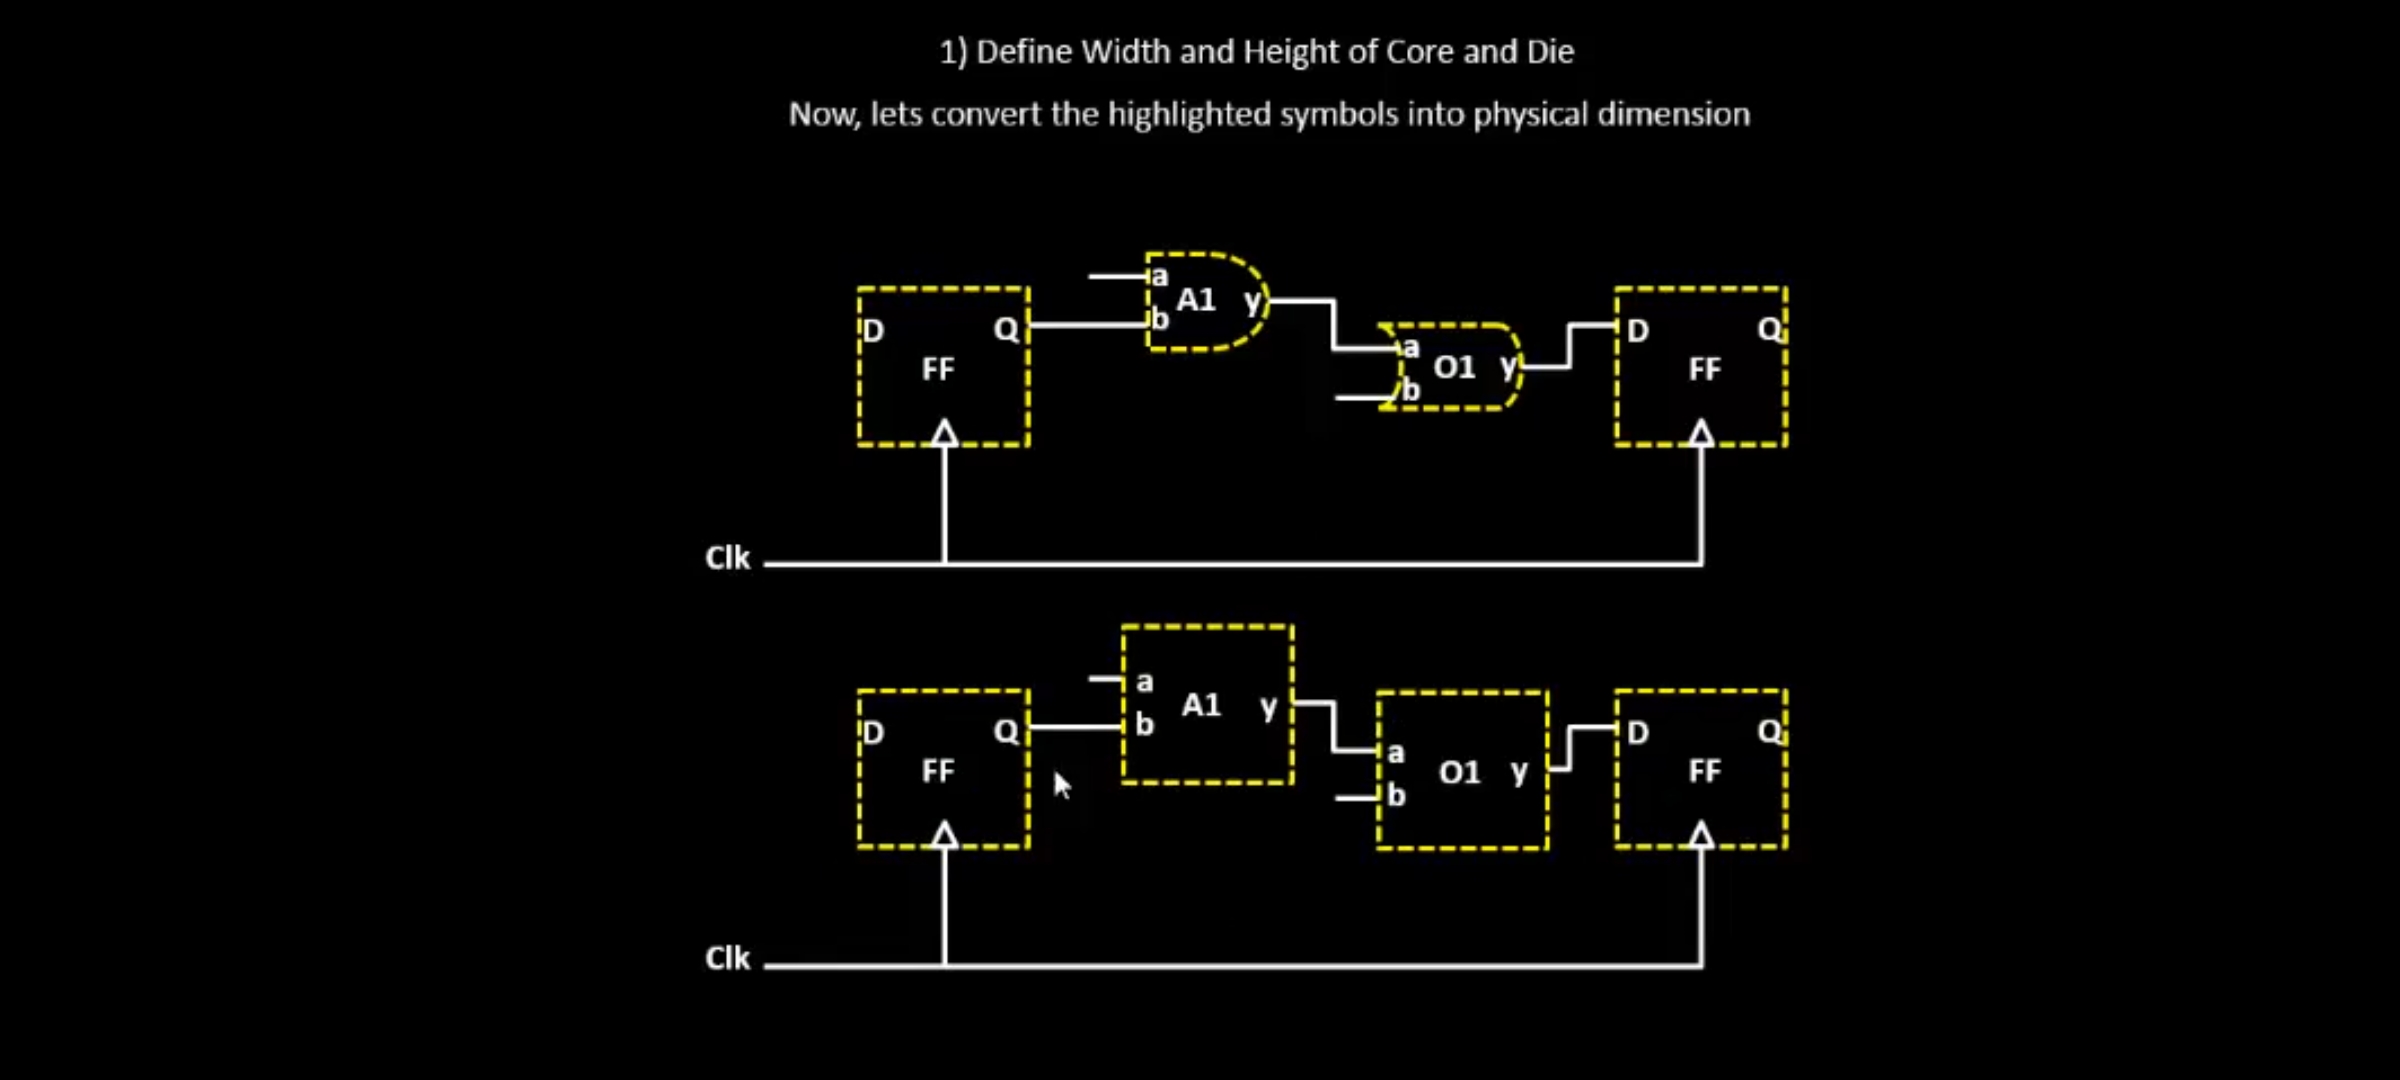 1) Define Width and Height of Core and Die
Now, lets convert the highlighted symbols into physical dimension
a
A1 y
b
D Q
FF
a
O1 y
b
D Q
FF
Clk
a
A1 y
b
D Q
FF
a
O1 y
b
D Q
FF
Clk